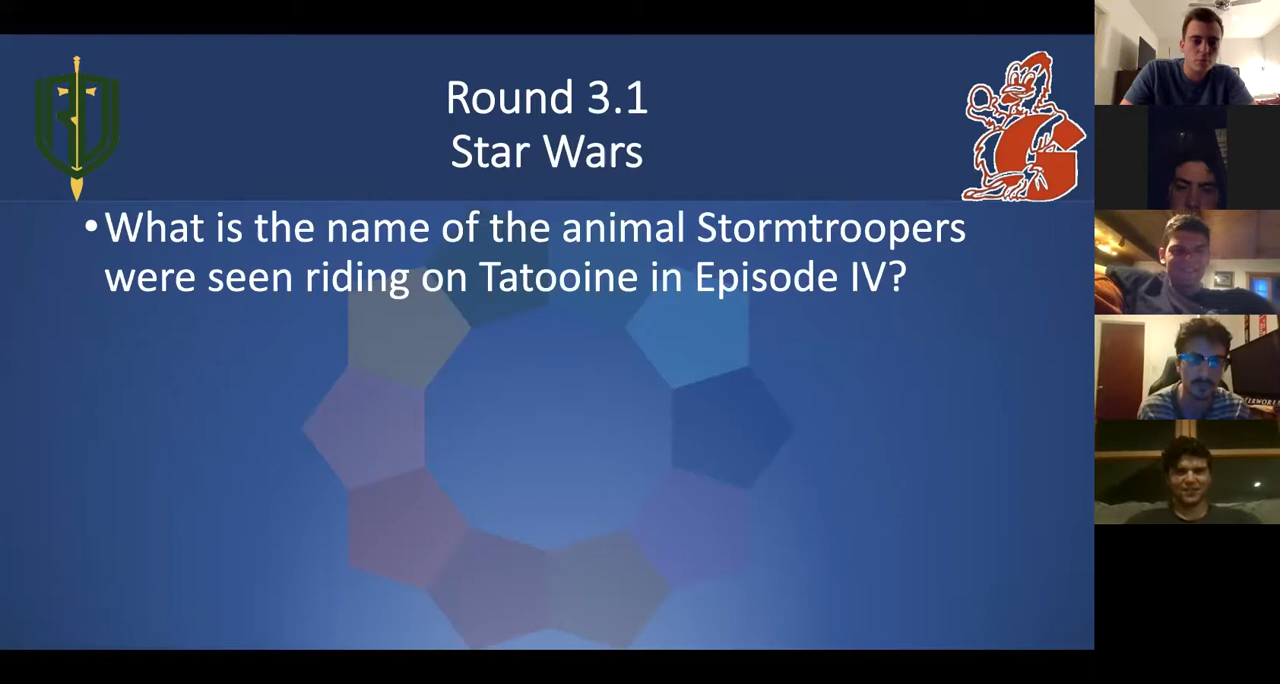 Round 3.1
Star Wars
•What is the name of the animal Stormtroopers
were seen riding on Tatooine in Episode IV?
G